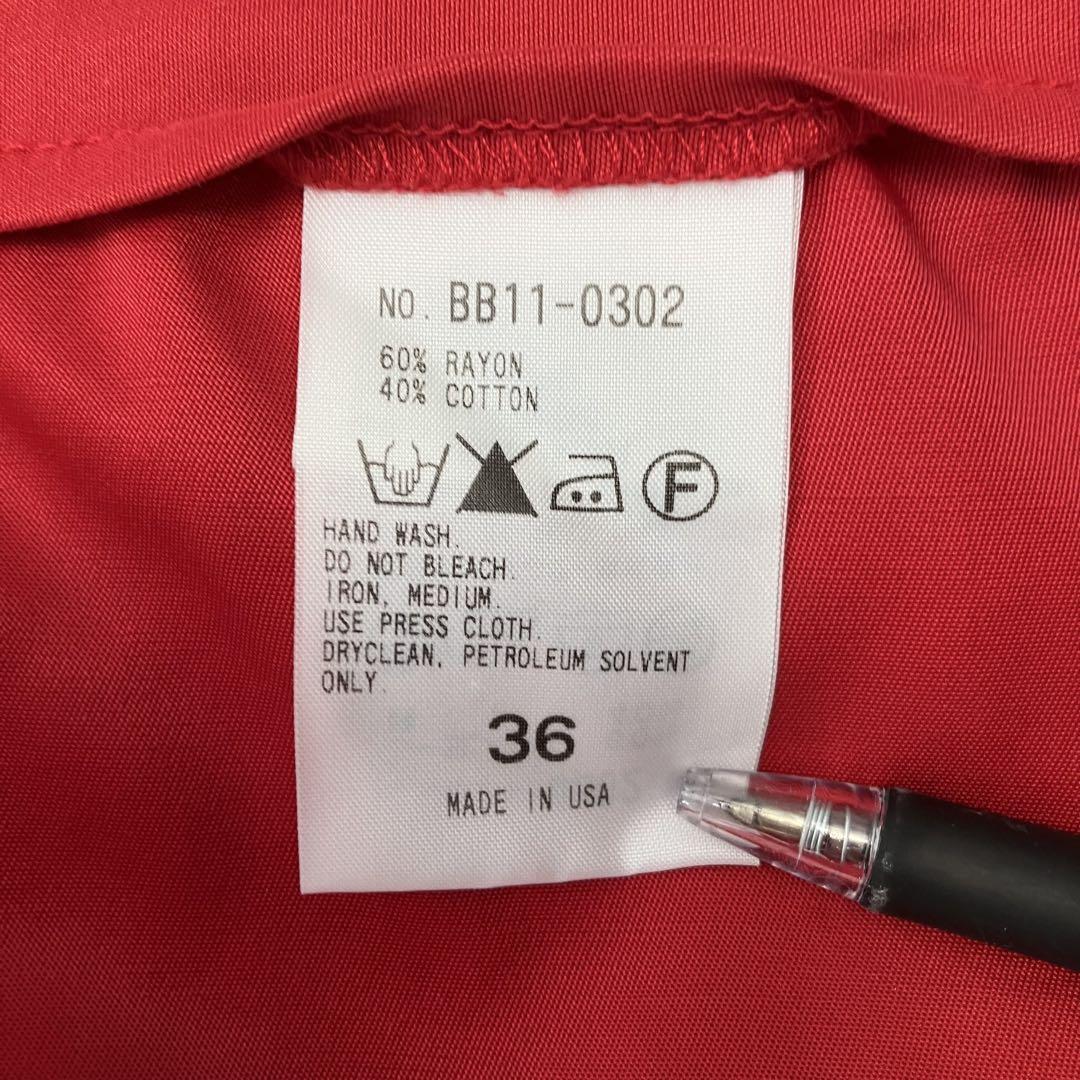 NO. BB11-0302
60% RAYON
40% COTTON
F
HAND WASH.
DO NOT BLEACH.
IRON, MEDIUM.
USE PRESS CLOTH.
DRYCLEAN, PETROLEUM SOLVENT
ONLY.
36
MADE IN USA